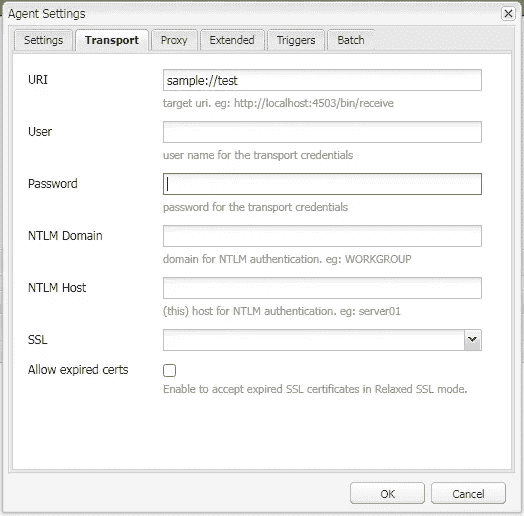 Agent Settings
Settings Transport Proxy Extended Triggers Batch
URI sample://test
target uri. eg: http://localhost:4503/bin/receive
User
user name for the transport credentials
Password
password for the transport credentials
NTLM Domain
domain for NTLM authentication. eg: WORKGROUP
NTLM Host
(this) host for NTLM authentication. eg: server01
SSL
Allow expired certs
Enable to accept expired SSL certificates in Relaxed SSL mode.
OK Cancel